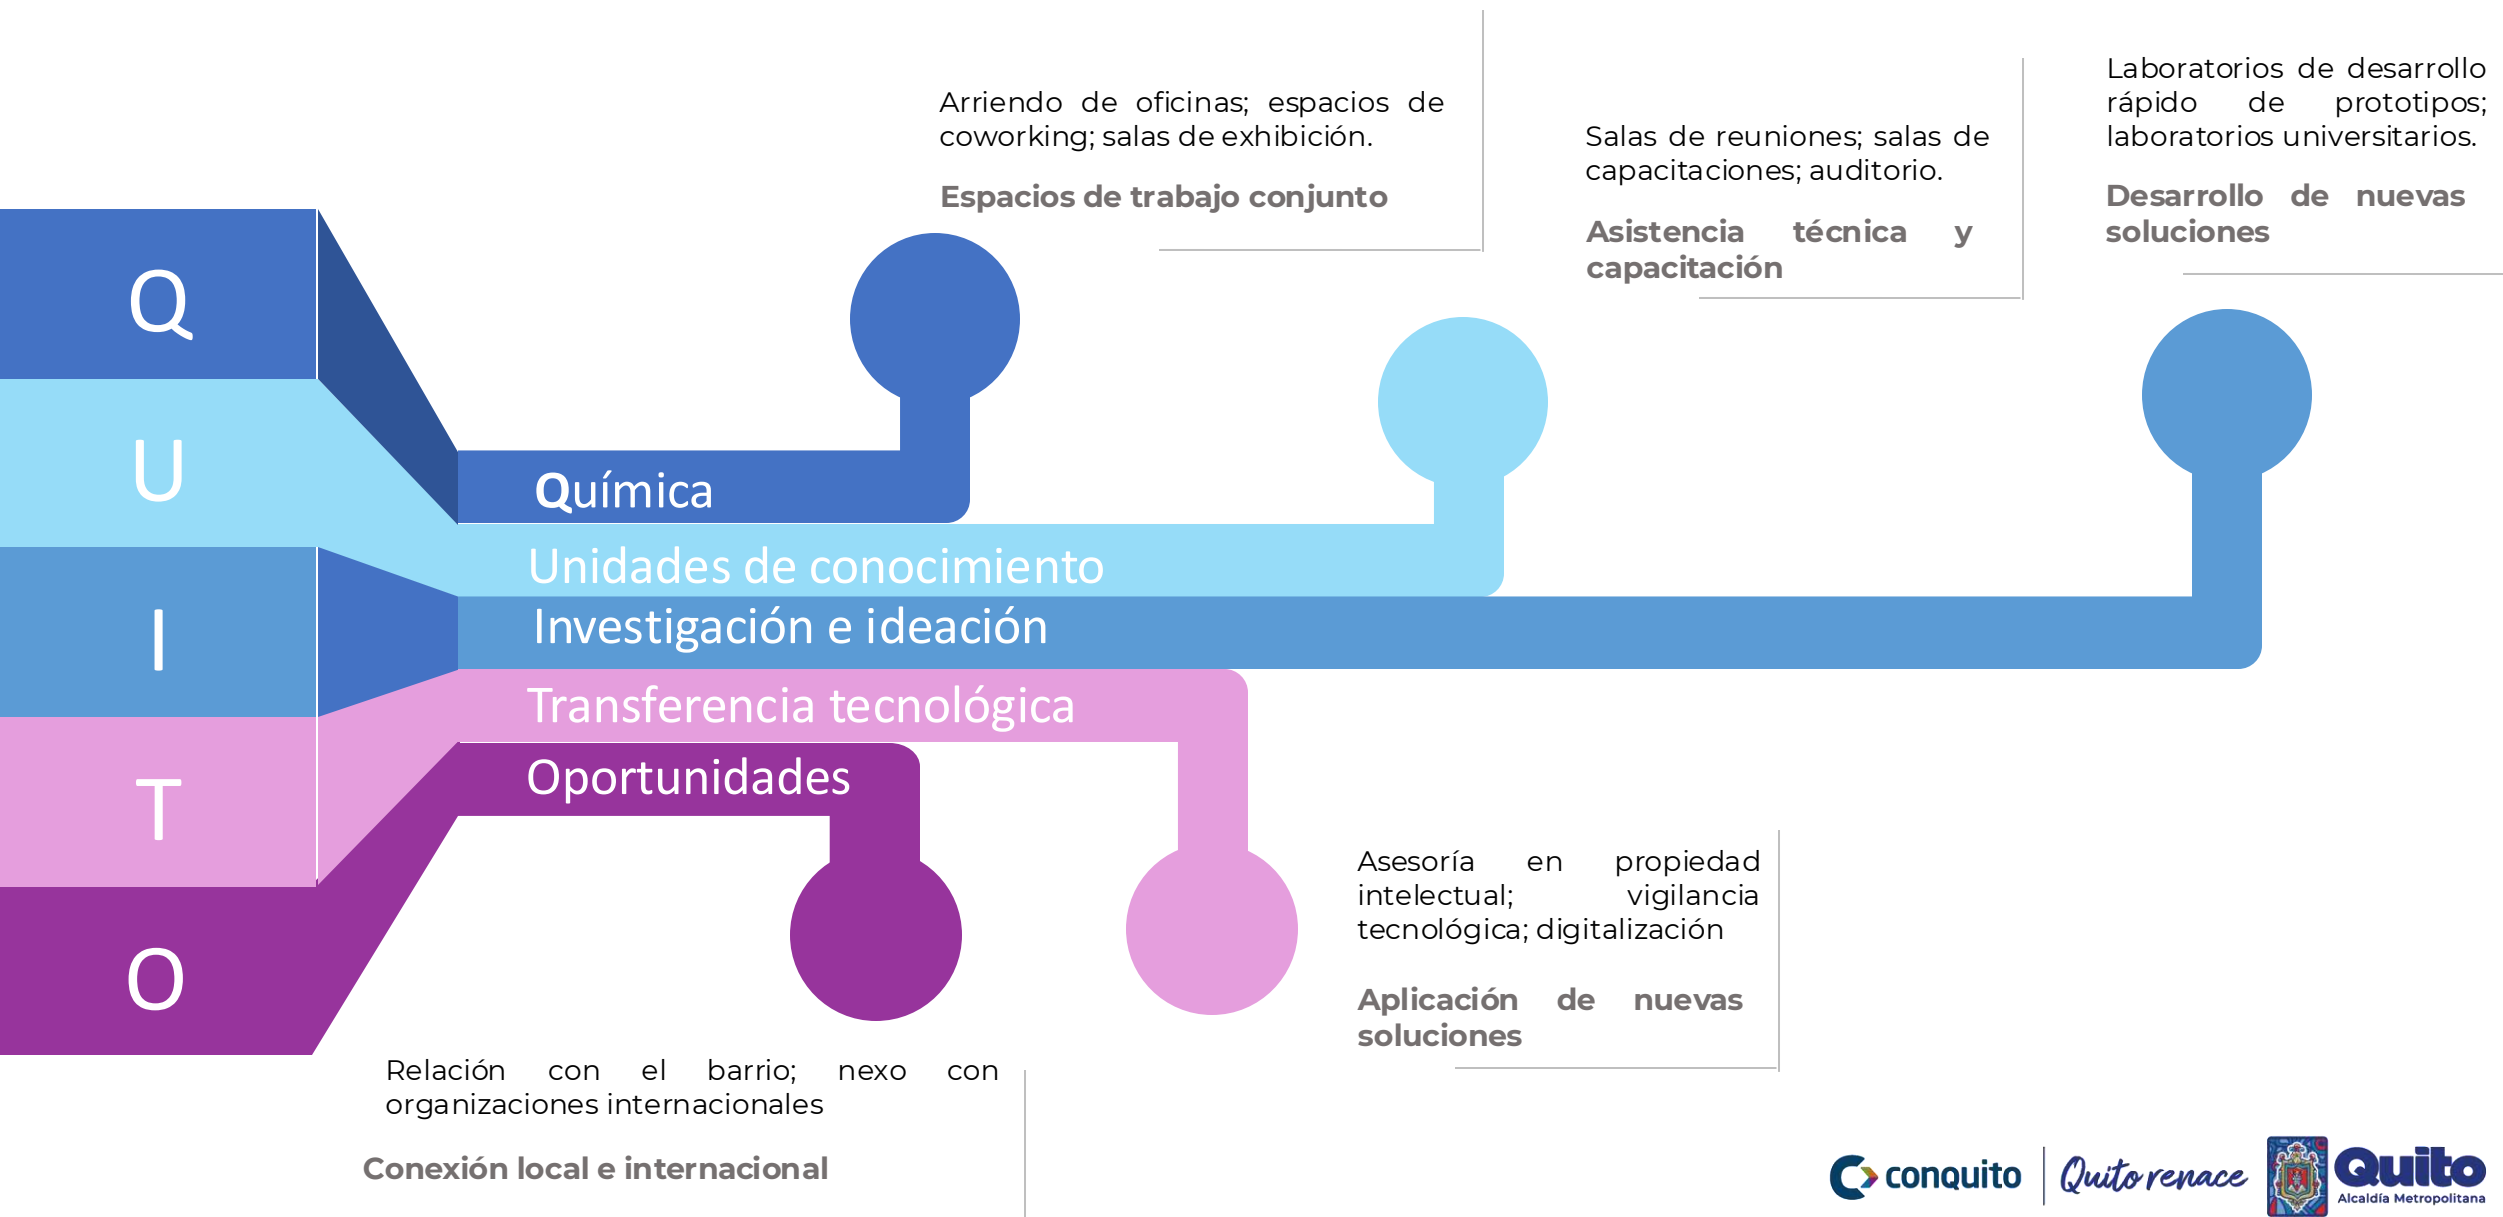 Arriendo de oficinas; espacios de
coworking; salas de exhibición.
Espacios de trabajo conjunto
Salas de reuniones; salas de
capacitaciones; auditorio.
Asistencia técnica y
capacitación
Laboratorios de desarrollo
rápido de prototipos;
laboratorios universitarios.
Desarrollo de nuevas
soluciones
Q
U
I
T
O
Química
Unidades de conocimiento
Investigación e ideación
Transferencia tecnológica
Oportunidades
Asesoría en propiedad
intelectual; vigilancia
tecnológica; digitalización
Aplicación de nuevas
soluciones
Relación con el barrio; nexo con
organizaciones internacionales
Conexión local e internacional
conquito
Quito renace
Quito
Alcaldía Metropolitana